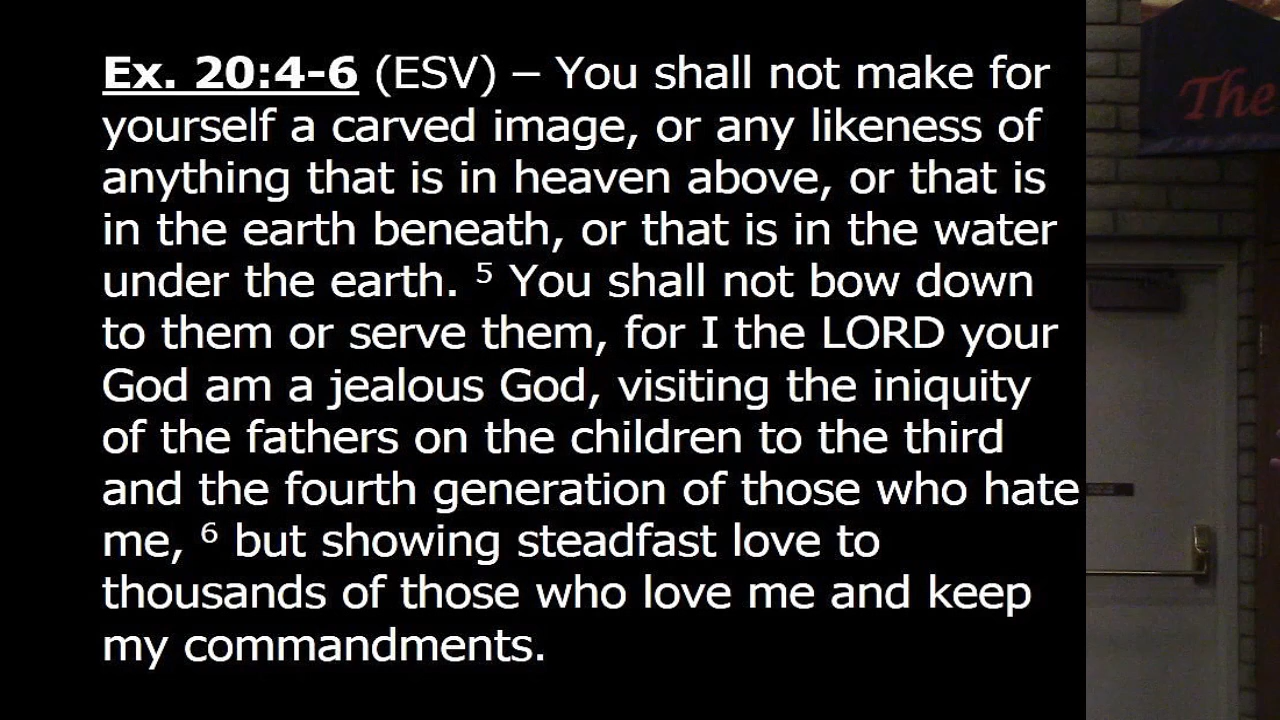 Ex. 20:4-6 (ESV) – You shall not make for
yourself a carved image, or any likeness of
anything that is in heaven above, or that is
in the earth beneath, or that is in the water
under the earth. ⁵ You shall not bow down
to them or serve them, for I the LORD your
God am a jealous God, visiting the iniquity
of the fathers on the children to the third
and the fourth generation of those who hate
me, ⁶ but showing steadfast love to
thousands of those who love me and keep
my commandments.
The